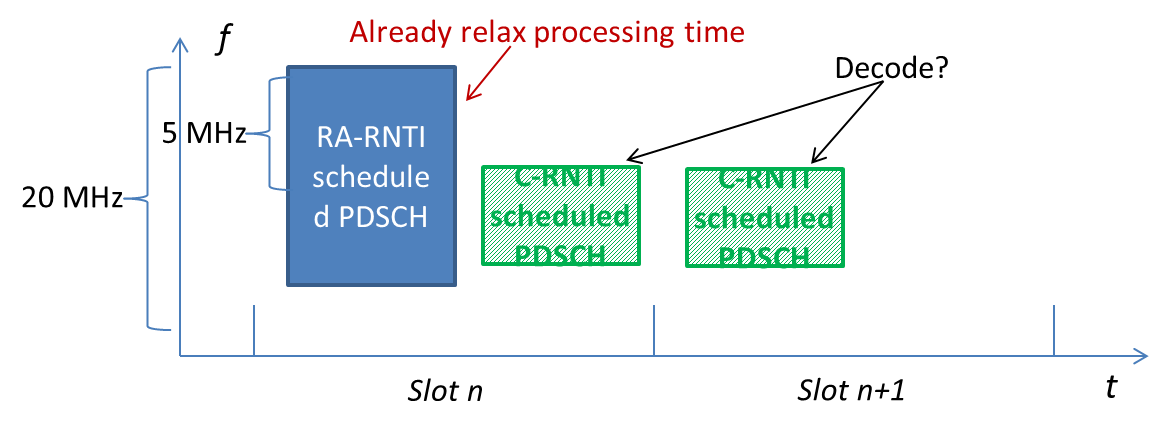 f
Already relax processing time
Decode?
5 MHz
20 MHz
RA-RNTI
schedule
d PDSCH
C-RNTI
scheduled
PDSCH
C-RNTI
scheduled
PDSCH
Slot n
Slot n+1
t